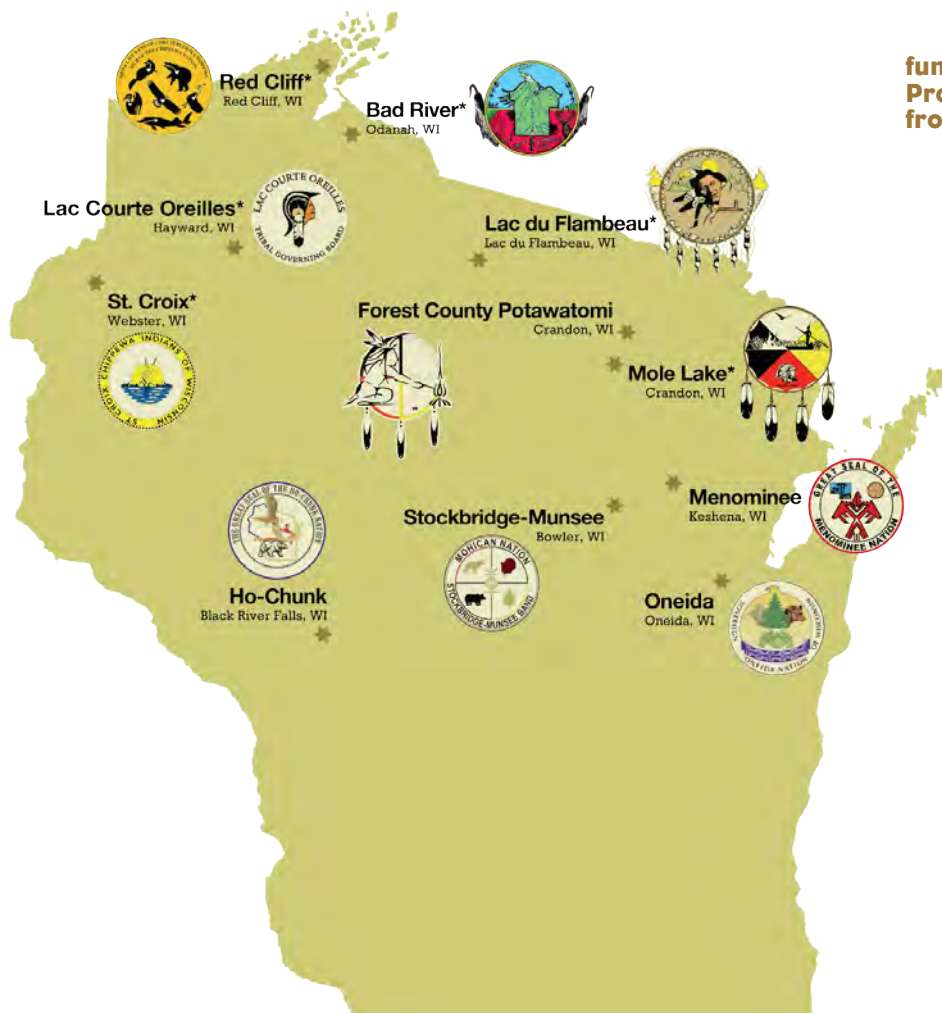 fun
Pro
fro
Red Cliff*
Red Cliff, WI
Bad River*
Odanah, WI
LAC COURTE OREILLES
TRIBAL GOVERNING BOARD
Lac Courte Oreilles*
Hayward, WI
Lac du Flambeau*
Lac du Flambeau, WI
St. Croix*
Webster, WI
ST. CROIX CHIPPEWA INDIANS OF WISCONSIN
Forest County Potawatomi
Crandon, WI
Mole Lake*
Crandon, WI
Menominee
Keshena, WI
GREAT SEAL OF THE
MENOMINEE NATION
THE GREAT SEAL OF THE HO-CHUNK NATION
Stockbridge-Munsee
Bowler, WI
MOHICAN NATION
STOCKBRIDGE-MUNSEE BAND
Ho-Chunk
Black River Falls, WI
Oneida
Oneida, WI
SOVEREIGN ONEIDA NATION OF WISCONSIN